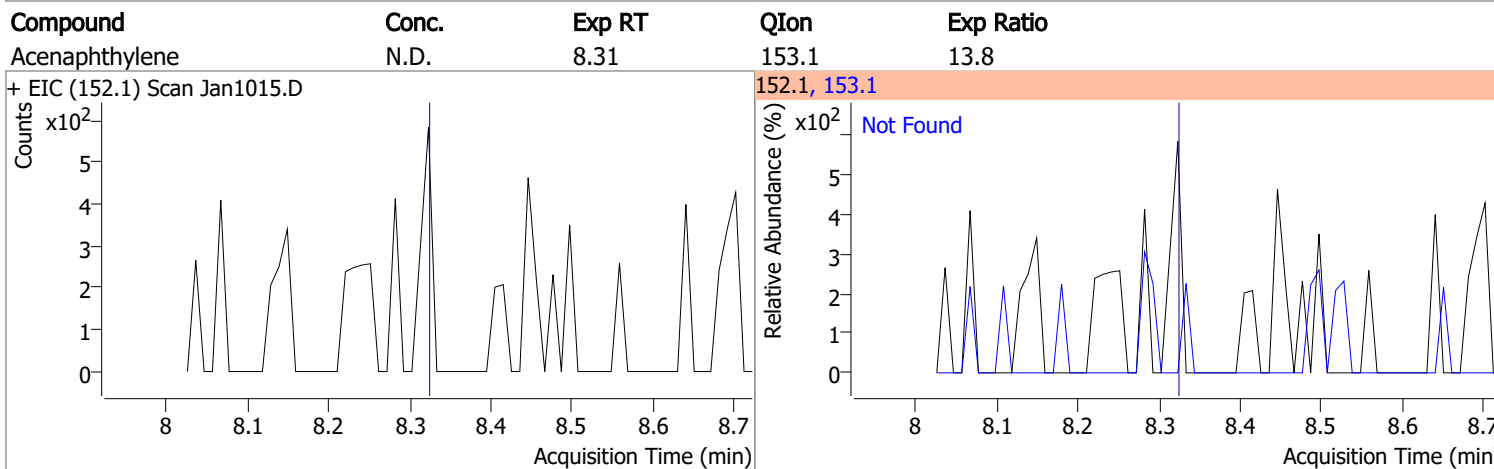 Compound Conc. Exp RT QIon Exp Ratio
Acenaphthylene N.D. 8.31 153.1 13.8
+ EIC (152.1) Scan Jan1015.D
Counts
x10²
5
4
3
2
1
0
8 8.1 8.2 8.3 8.4 8.5 8.6 8.7
Acquisition Time (min)
152.1, 153.1
Relative Abundance (%)
x10²
Not Found
5
4
3
2
1
0
8 8.1 8.2 8.3 8.4 8.5 8.6 8.7
Acquisition Time (min